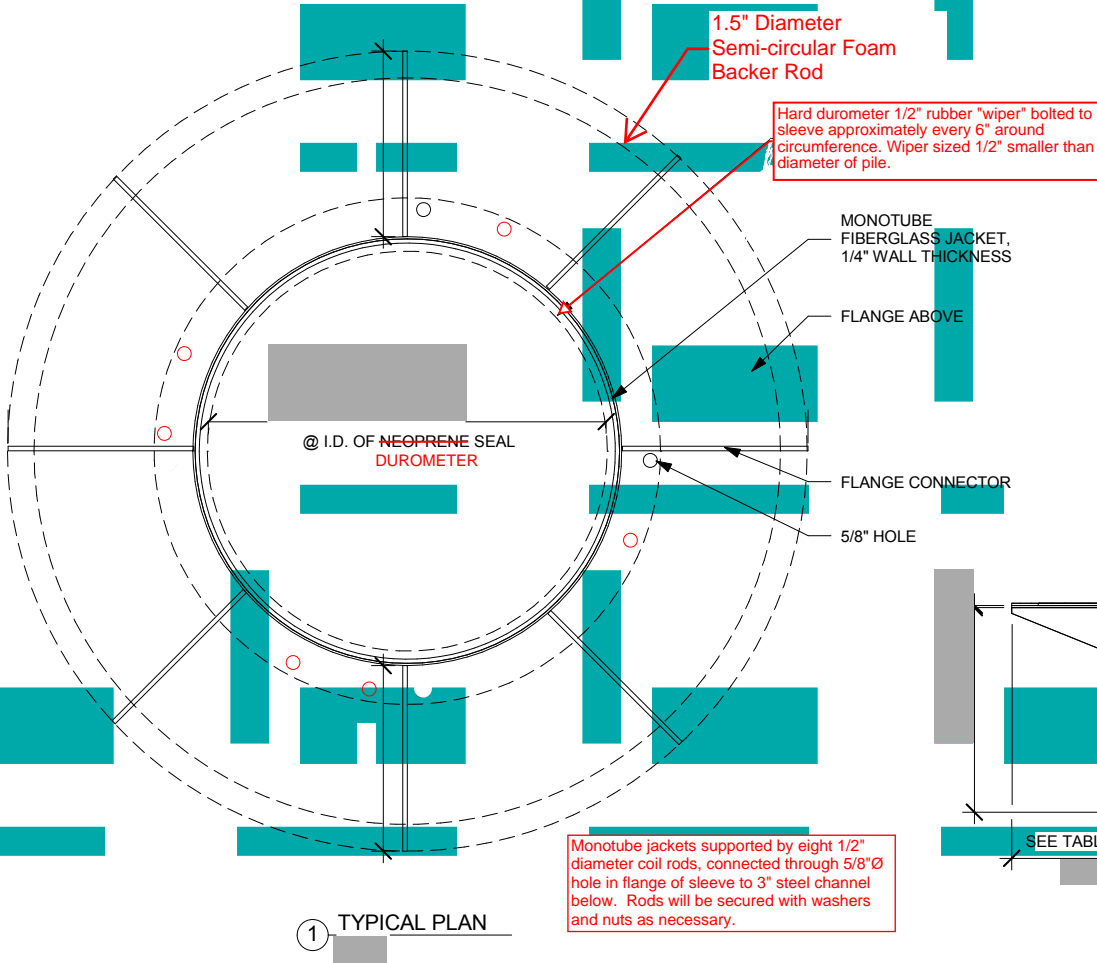 1.5" Diameter
Semi-circular Foam
Backer Rod
Hard durometer 1/2" rubber "wiper" bolted to
sleeve approximately every 6" around
circumference. Wiper sized 1/2" smaller than
diameter of pile.
MONOTUBE
FIBERGLASS JACKET,
1/4" WALL THICKNESS
FLANGE ABOVE
@ I.D. OF NEOPRENE SEAL
DUROMETER
FLANGE CONNECTOR
5/8" HOLE
SEE TABL
Monotube jackets supported by eight 1/2"
diameter coil rods, connected through 5/8"Ø
hole in flange of sleeve to 3" steel channel
below. Rods will be secured with washers
and nuts as necessary.
1 TYPICAL PLAN